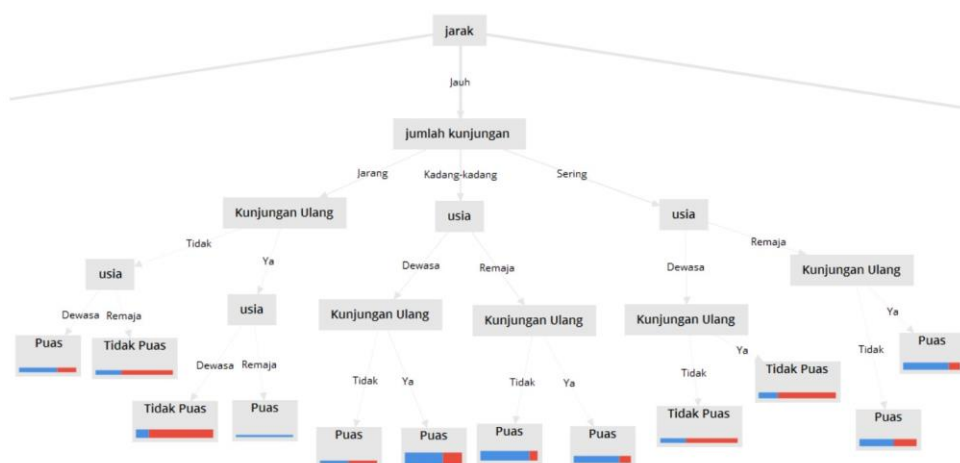 jarak
Jauh
jumlah kunjungan
Jarang
Kadang-kadang
Sering
Kunjungan Ulang
usia
usia
Tidak
Ya
Dewasa
Remaja
Dewasa
Remaja
usia
usia
Kunjungan Ulang
Kunjungan Ulang
Kunjungan Ulang
Kunjungan Ulang
Dewasa
Remaja
Dewasa
Remaja
Tidak
Ya
Tidak
Ya
Tidak
Ya
Tidak
Ya
Puas
Tidak Puas
Tidak Puas
Puas
Puas
Puas
Puas
Puas
Tidak Puas
Tidak Puas
Puas
Puas